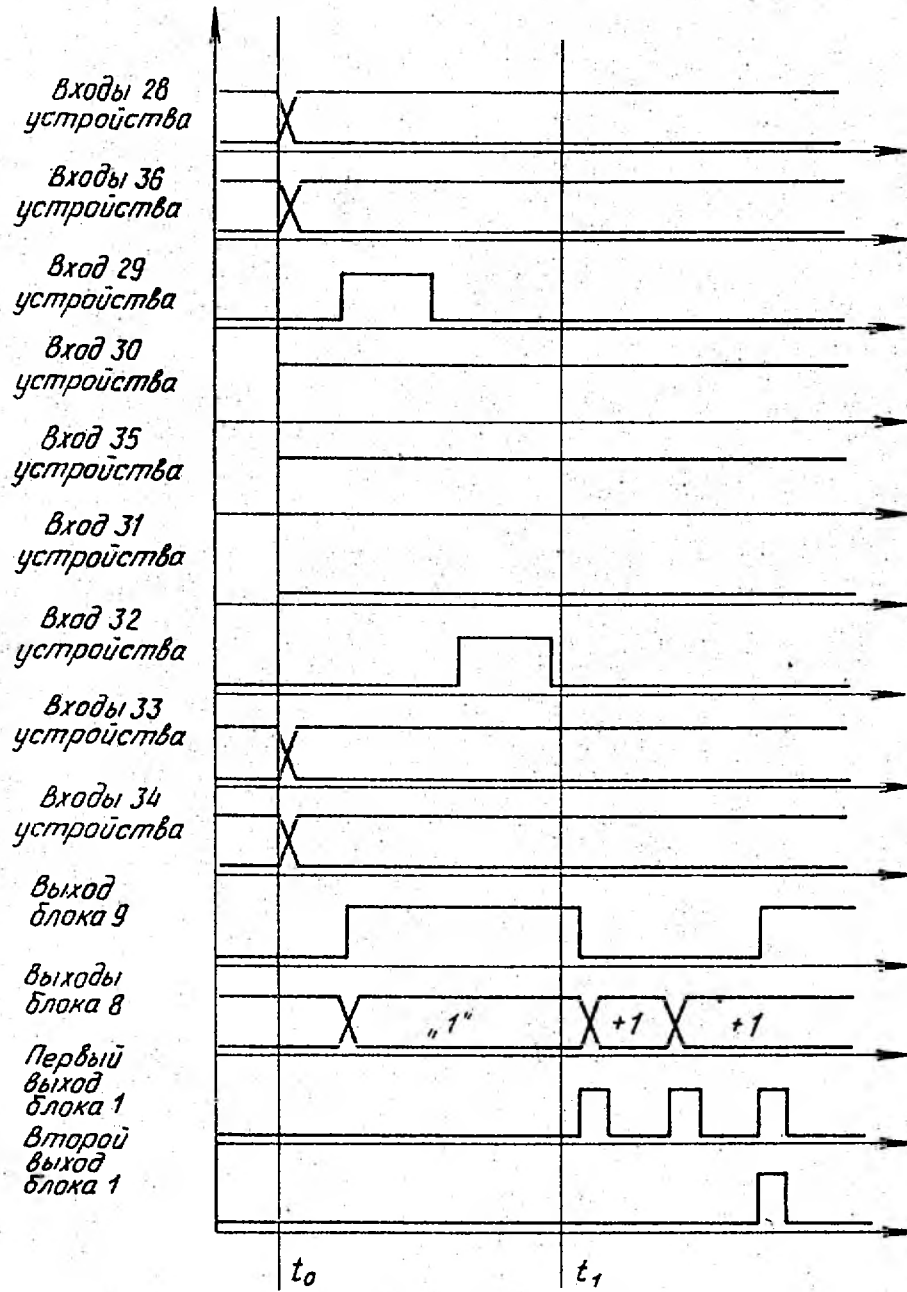 Входы 28
устройства
Входы 36
устройства
Вход 29
устройства
Вход 30
устройства
Вход 35
устройства
Вход 31
устройства
Вход 32
устройства
Входы 33
устройства
Входы 34
устройства
Выход
блока 9
Выходы
блока 8
„1"
+1
+1
Первый
выход
блока 1
Второй
выход
блока 1
t₀
t₁